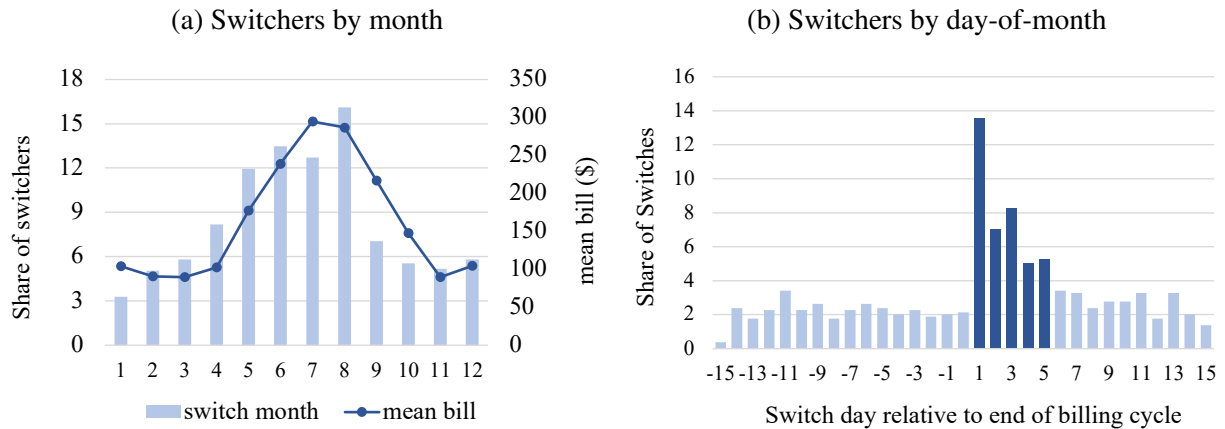 (a) Switchers by month
18
15
12
9
6
3
0
Share of switchers
350
300
250
200
150
100
50
0
mean bill ($)
1 2 3 4 5 6 7 8 9 10 11 12
switch month mean bill
(b) Switchers by day-of-month
16
14
12
10
8
6
4
2
0
Share of Switches
-15 -13 -11 -9 -7 -5 -3 -1 1 3 5 7 9 11 13 15
Switch day relative to end of billing cycle